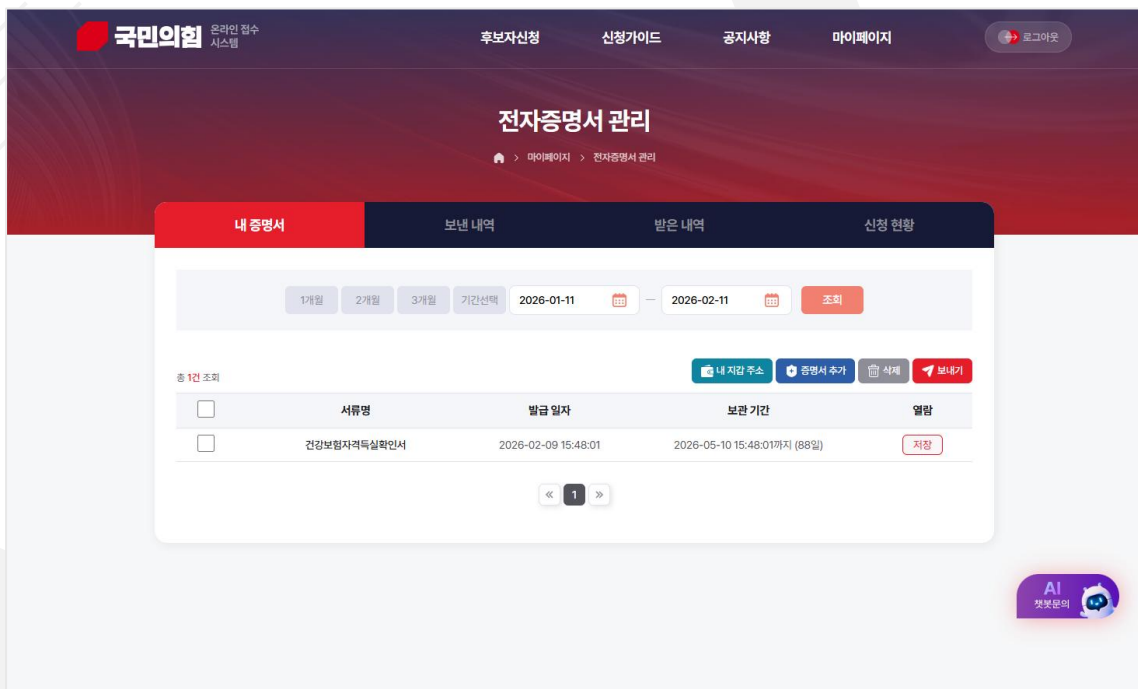 국민의힘 온라인 접수
시스템
후보자신청 신청가이드 공지사항 마이페이지 로그아웃
전자증명서 관리
> 마이페이지 > 전자증명서 관리
내 증명서 보낸 내역 받은 내역 신청 현황
1개월 2개월 3개월 기간선택 2026-01-11 — 2026-02-11 조회
총 1건 조회 내 지갑 주소 증명서 추가 삭제 보내기
서류명 발급 일자 보관 기간 열람
건강보험자격득실확인서 2026-02-09 15:48:01 2026-05-10 15:48:01까지 (88일) 저장
« 1 »
AI
챗봇문의